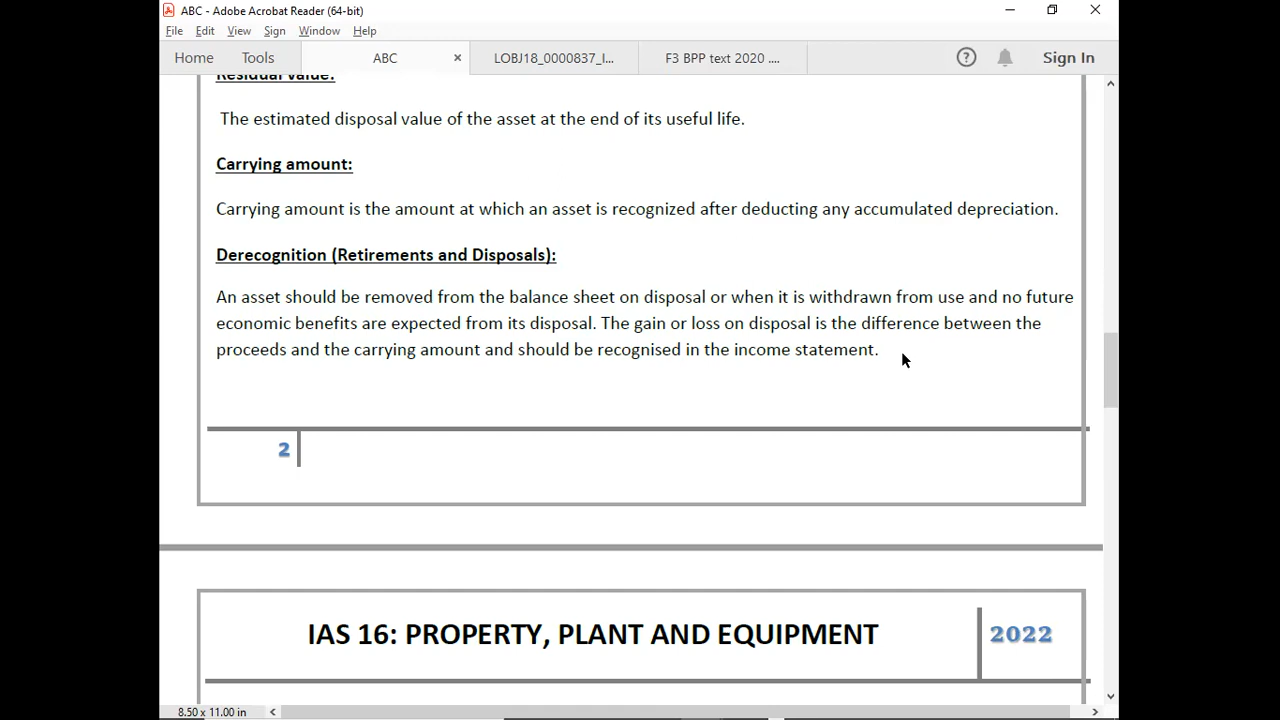 ABC - Adobe Acrobat Reader (64-bit)
File Edit View Sign Window Help
Home Tools ABC × LOBJ18_0000837_I... F3 BPP text 2020 .... Sign In
Residual value:
The estimated disposal value of the asset at the end of its useful life.
Carrying amount:
Carrying amount is the amount at which an asset is recognized after deducting any accumulated depreciation.
Derecognition (Retirements and Disposals):
An asset should be removed from the balance sheet on disposal or when it is withdrawn from use and no future
economic benefits are expected from its disposal. The gain or loss on disposal is the difference between the
proceeds and the carrying amount and should be recognised in the income statement.
2
IAS 16: PROPERTY, PLANT AND EQUIPMENT 2022
8.50 x 11.00 in